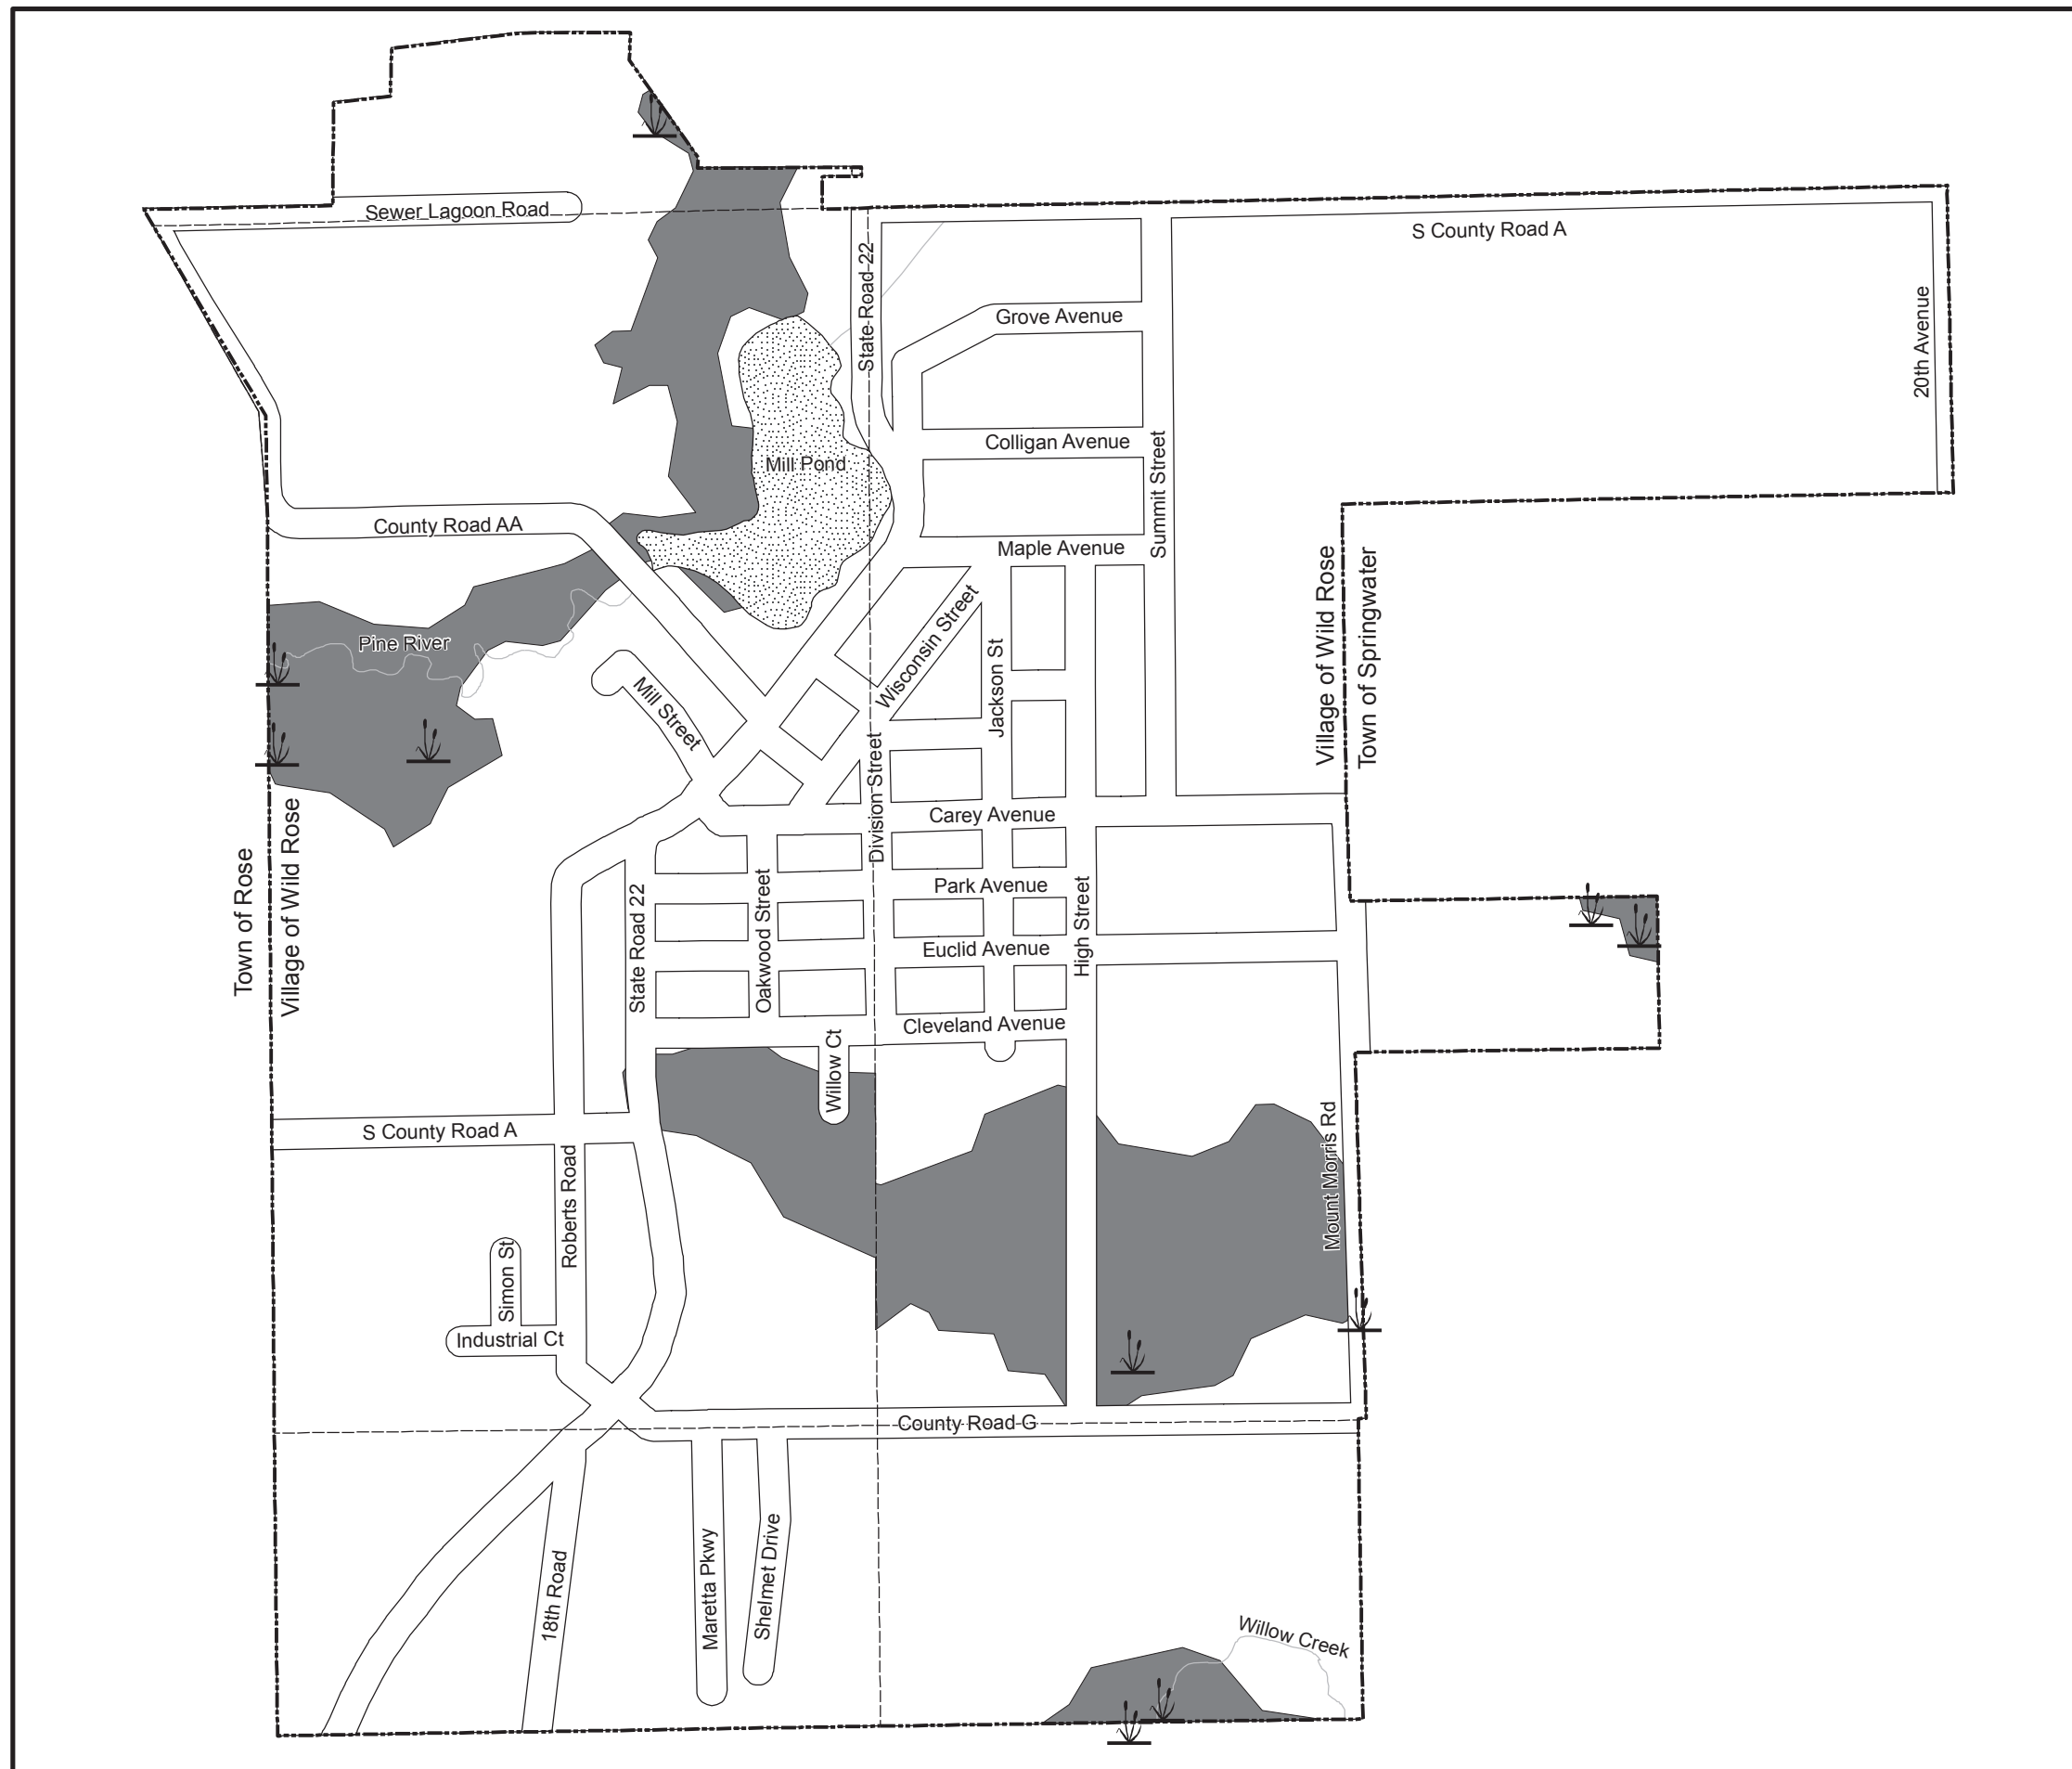 Sewer Lagoon Road
S County Road A
State Road 22
20th Avenue
Grove Avenue
Colligan Avenue
Mill Pond
Summit Street
County Road AA
Maple Avenue
Village of Wild Rose
Town of Springwater
Pine River
Wisconsin Street
Mill Street
Jackson St
Division Street
Carey Avenue
Town of Rose
Village of Wild Rose
State Road 22
Oakwood Street
Park Avenue
High Street
Euclid Avenue
Cleveland Avenue
Willow Ct
S County Road A
Mount Morris Rd
Roberts Road
Simon St
Industrial Ct
County Road G
18th Road
Maretta Pkwy
Shelmet Drive
Willow Creek